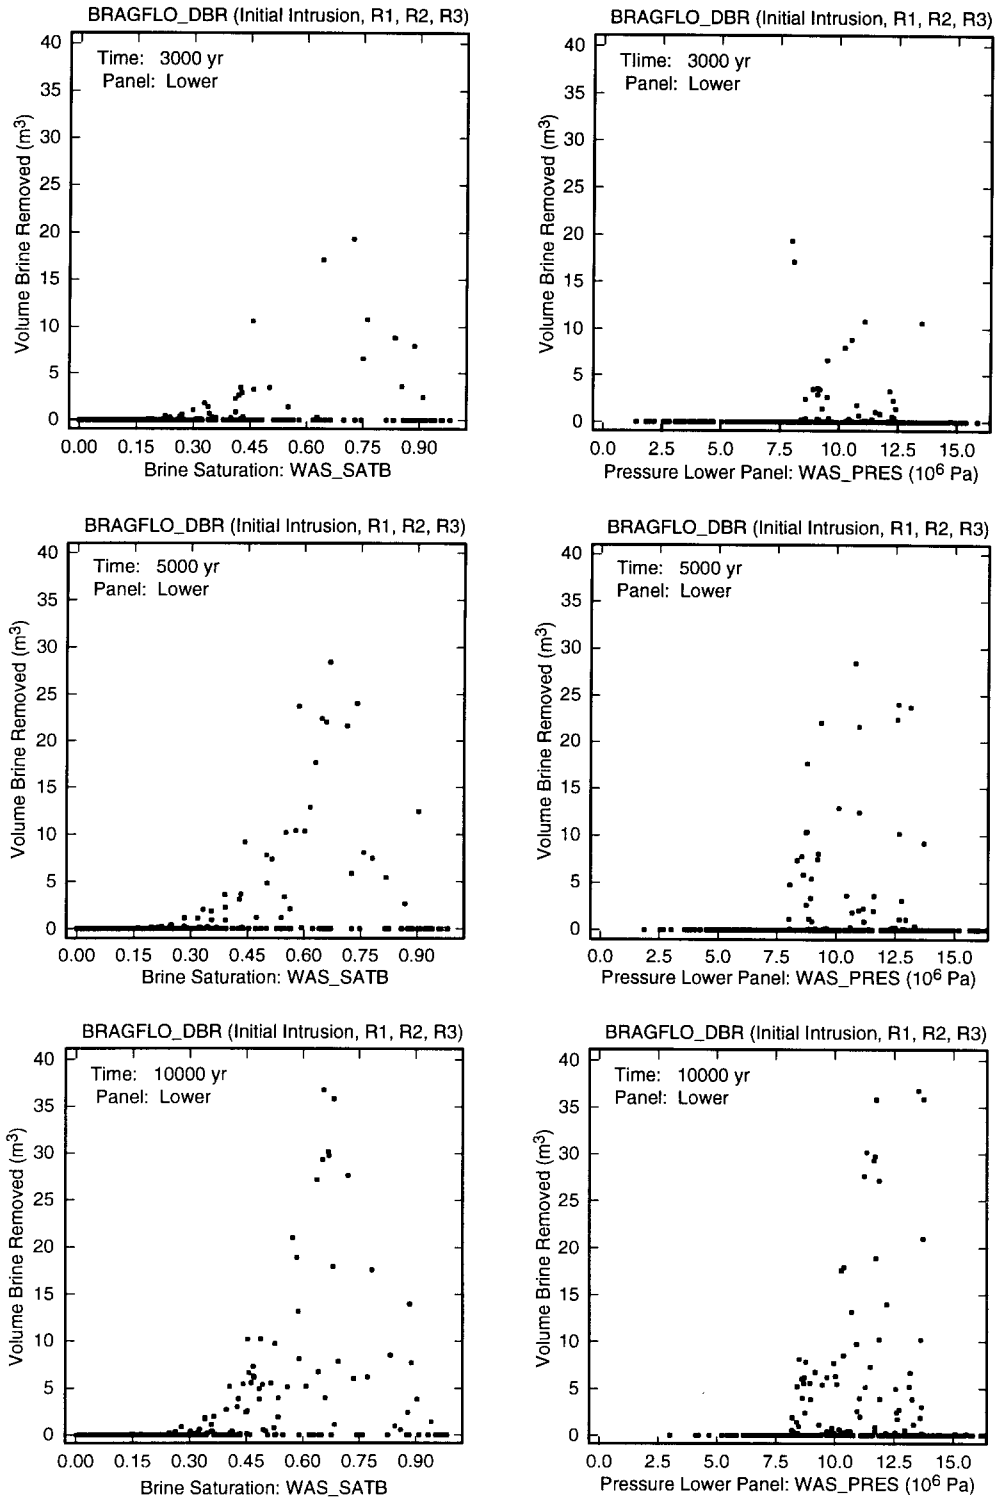 BRAGFLO_DBR (Initial Intrusion, R1, R2, R3)
Time: 3000 yr
Panel: Lower
40
35
30
25
20
15
10
5
0
Volume Brine Removed (m³)
0.00 0.15 0.30 0.45 0.60 0.75 0.90
Brine Saturation: WAS_SATB
BRAGFLO_DBR (Initial Intrusion, R1, R2, R3)
TIime: 3000 yr
Panel: Lower
40
35
30
25
20
15
10
5
0
Volume Brine Removed (m³)
0.0 2.5 5.0 7.5 10.0 12.5 15.0
Pressure Lower Panel: WAS_PRES (10⁶ Pa)
BRAGFLO_DBR (Initial Intrusion, R1, R2, R3)
Time: 5000 yr
Panel: Lower
40
35
30
25
20
15
10
5
0
Volume Brine Removed (m³)
0.00 0.15 0.30 0.45 0.60 0.75 0.90
Brine Saturation: WAS_SATB
BRAGFLO_DBR (Initial Intrusion, R1, R2, R3)
Time: 5000 yr
Panel: Lower
40
35
30
25
20
15
10
5
0
Volume Brine Removed (m³)
0.0 2.5 5.0 7.5 10.0 12.5 15.0
Pressure Lower Panel: WAS_PRES (10⁶ Pa)
BRAGFLO_DBR (Initial Intrusion, R1, R2, R3)
Time: 10000 yr
Panel: Lower
40
35
30
25
20
15
10
5
0
Volume Brine Removed (m³)
0.00 0.15 0.30 0.45 0.60 0.75 0.90
Brine Saturation: WAS_SATB
BRAGFLO_DBR (Initial Intrusion, R1, R2, R3)
Time: 10000 yr
Panel: Lower
40
35
30
25
20
15
10
5
0
Volume Brine Removed (m³)
0.0 2.5 5.0 7.5 10.0 12.5 15.0
Pressure Lower Panel: WAS_PRES (10⁶ Pa)